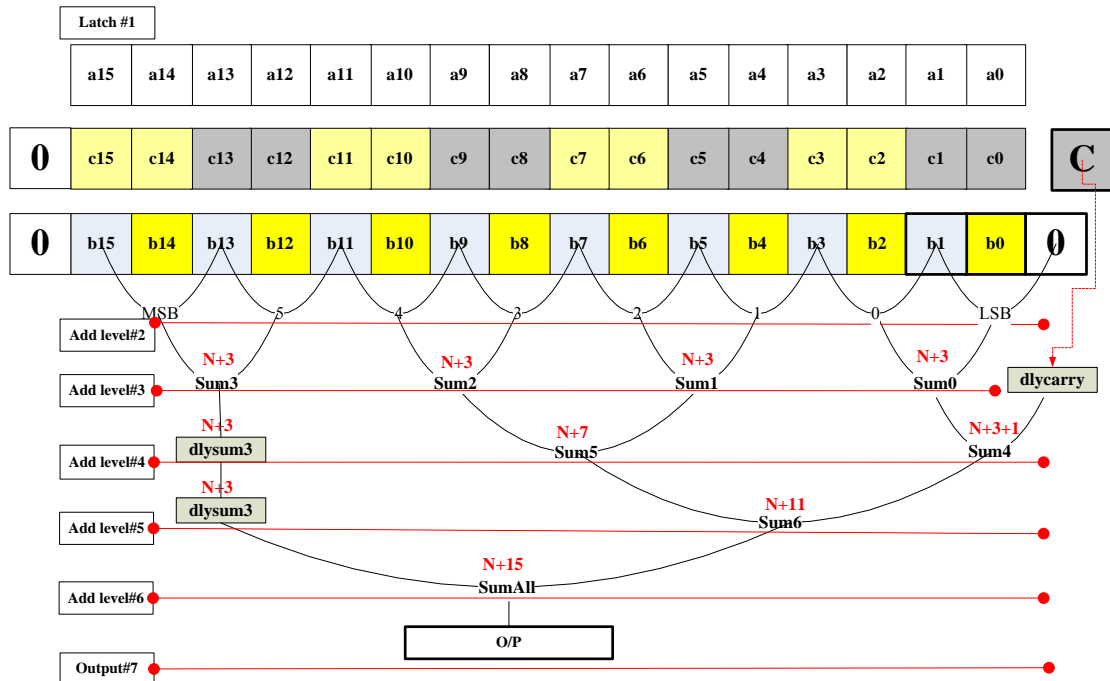 Latch #1
a15 a14 a13 a12 a11 a10 a9 a8 a7 a6 a5 a4 a3 a2 a1 a0
0 c15 c14 c13 c12 c11 c10 c9 c8 c7 c6 c5 c4 c3 c2 c1 c0 C
0 b15 b14 b13 b12 b11 b10 b9 b8 b7 b6 b5 b4 b3 b2 b1 b0 0
MSB 5 4 3 2 1 0 LSB
Add level#2
N+3 N+3 N+3 N+3
Add level#3 Sum3 Sum2 Sum1 Sum0 dlycarry
N+3 N+7 N+3+1
dlysum3 Sum5 Sum4
Add level#4
N+3 N+11
dlysum3 Sum6
Add level#5
N+15
SumAll
Add level#6
O/P
Output#7